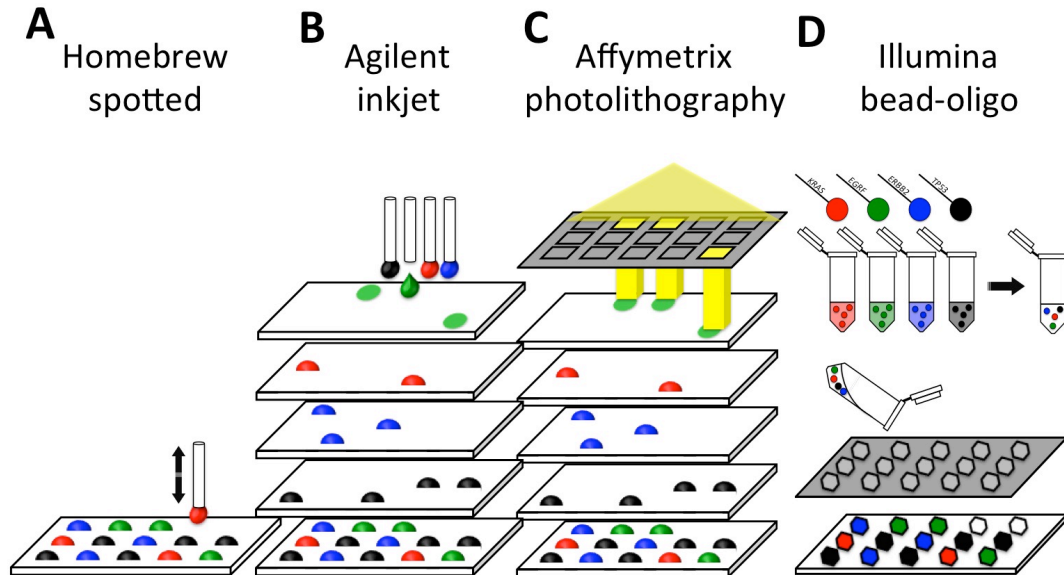 A
Homebrew
spotted
B
Agilent
inkjet
C
Affymetrix
photolithography
D
Illumina
bead-oligo
KRAS
EGRF
ERBB2
TP53